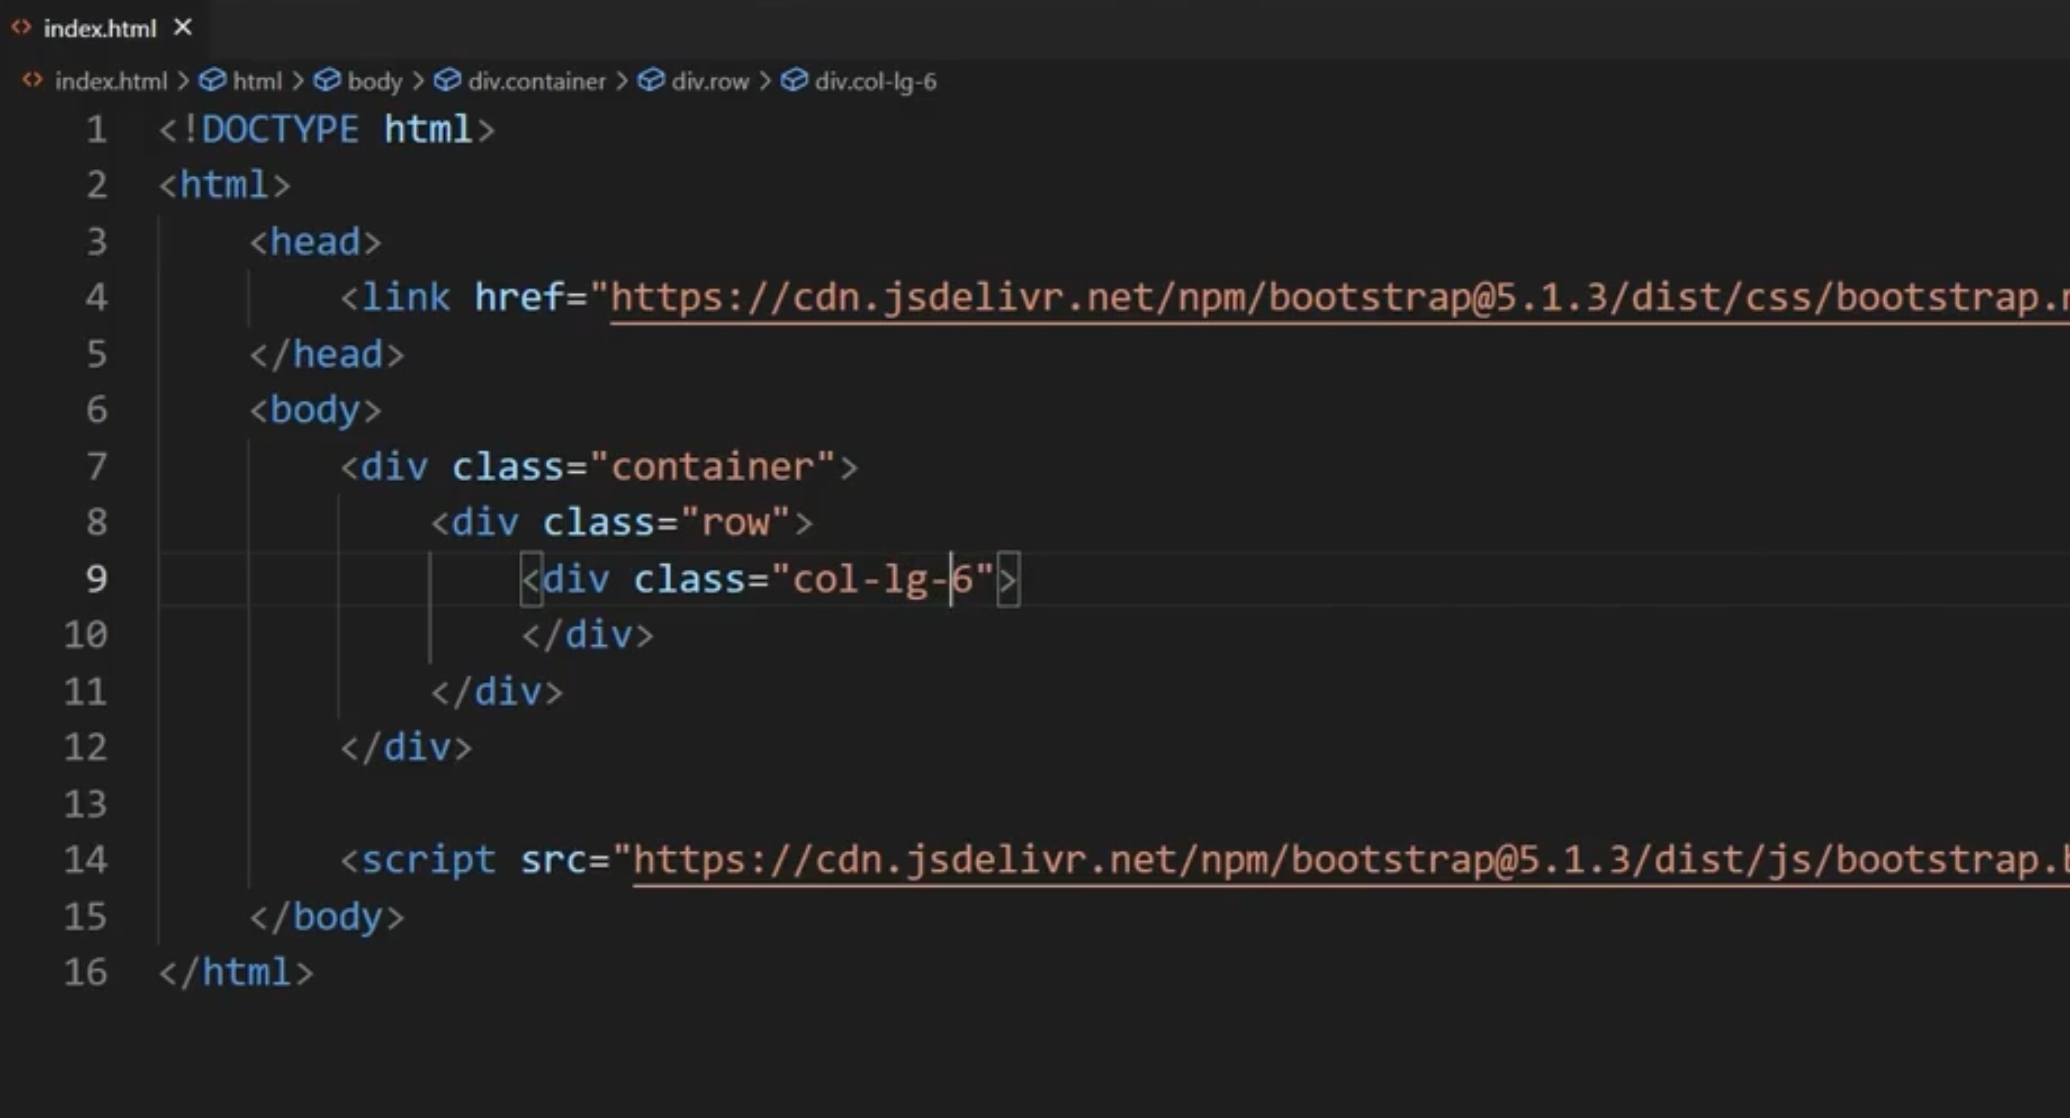 index.html
index.html > html > body > div.container > div.row > div.col-lg-6
1 <!DOCTYPE html>
2 <html>
3 <head>
4 <link href="https://cdn.jsdelivr.net/npm/bootstrap@5.1.3/dist/css/bootstrap.
5 </head>
6 <body>
7 <div class="container">
8 <div class="row">
9 <div class="col-lg-6">
10 </div>
11 </div>
12 </div>
13
14 <script src="https://cdn.jsdelivr.net/npm/bootstrap@5.1.3/dist/js/bootstrap.
15 </body>
16 </html>